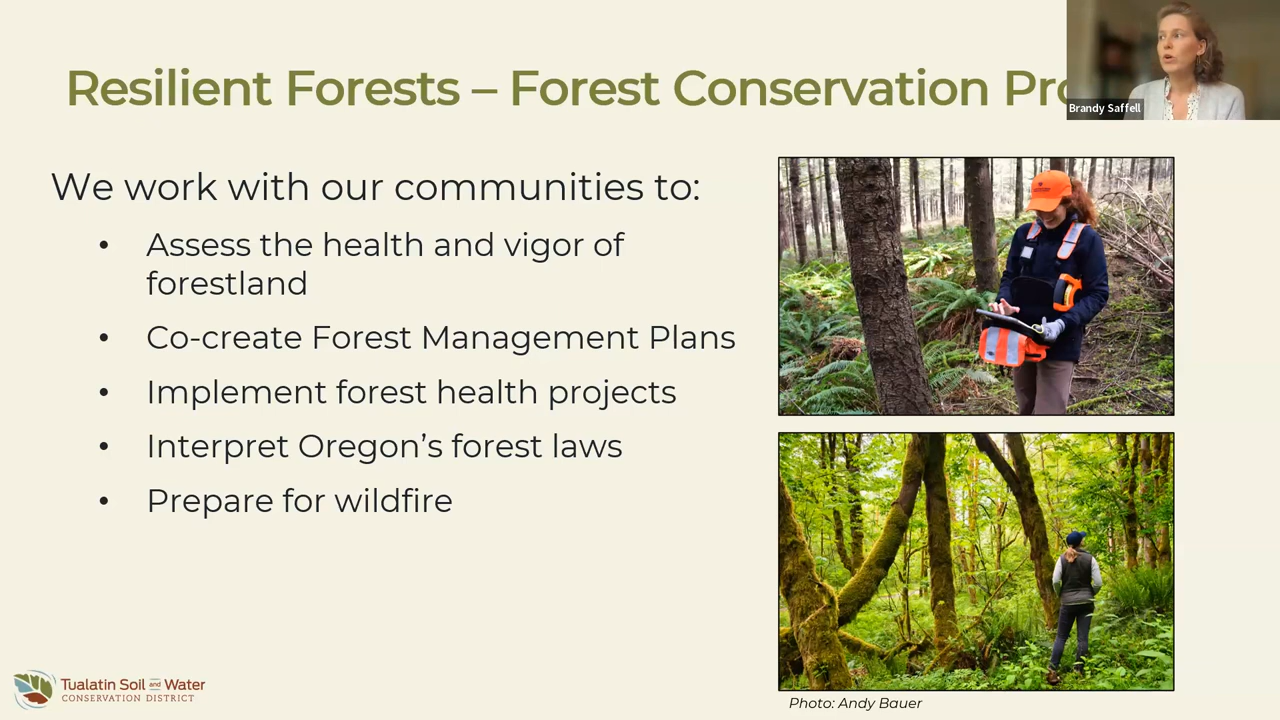 Resilient Forests – Forest Conservation
Brandy Saffell
We work with our communities to:
• Assess the health and vigor of
forestland
• Co-create Forest Management Plans
• Implement forest health projects
• Interpret Oregon's forest laws
• Prepare for wildfire
Tualatin Soil and Water
CONSERVATION DISTRICT
Photo: Andy Bauer